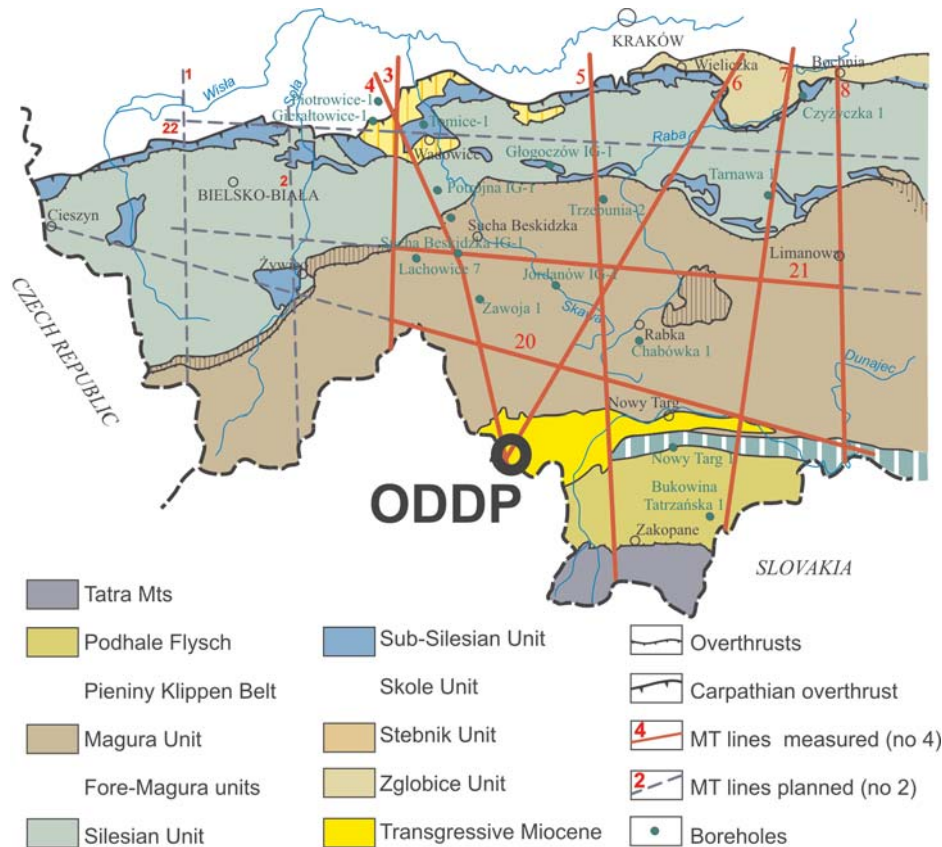 KRAKÓW
1
3
4
5
Wieliczka
6
7
Bochnia
8
Wisła
Soła
Piotrowice-1
Gierałtowice-1
22
Tomice-1
Wadowice
Raba
Czyżyczka 1
Głogoczów IG-1
2
BIELSKO-BIAŁA
Potrójna IG-1
Tarnawa 1
Trzebunia-2
Cieszyn
Sucha Beskidzka
Sucha Beskidzka IG-1
Limanowa
Żywiec
Lachowice 7
21
Jordanów IG-1
Zawoja 1
Skawa
CZECH REPUBLIC
20
Rabka
Chabówka 1
Dunajec
Nowy Targ
Nowy Targ 1
ODDP
Bukowina
Tatrzańska 1
Zakopane
SLOVAKIA
Tatra Mts
Podhale Flysch
Pieniny Klippen Belt
Magura Unit
Fore-Magura units
Silesian Unit
Sub-Silesian Unit
Skole Unit
Stebnik Unit
Zglobice Unit
Transgressive Miocene
Overthrusts
Carpathian overthrust
4 MT lines measured (no 4)
2 MT lines planned (no 2)
Boreholes